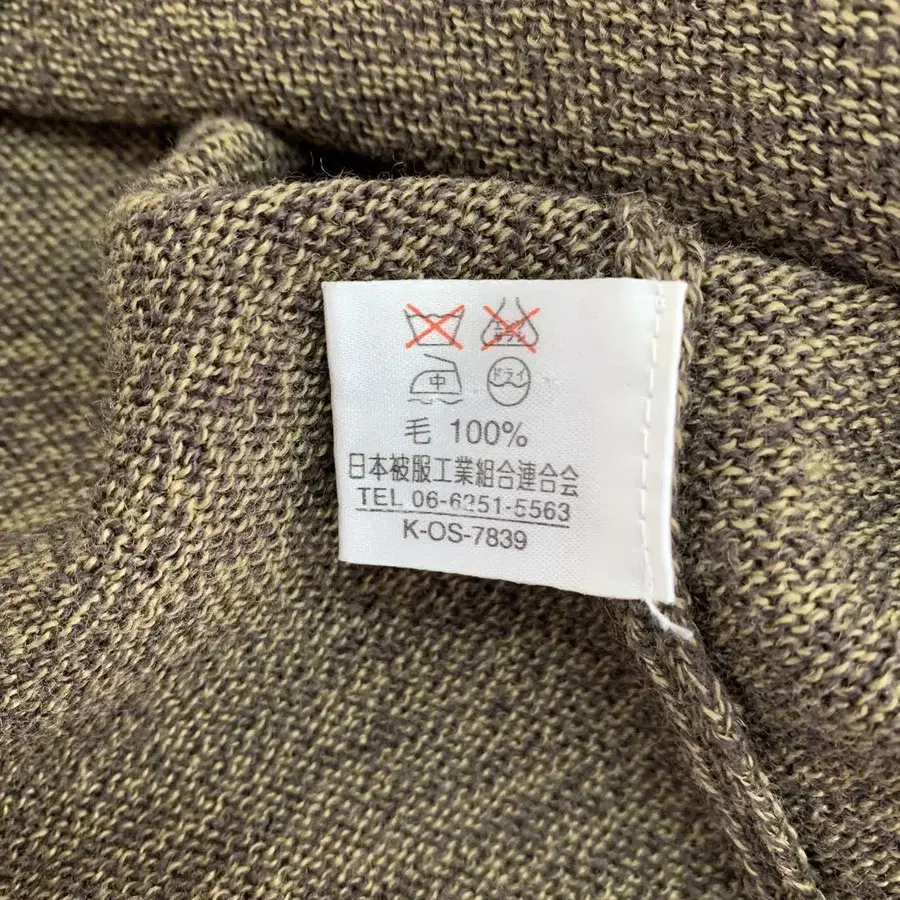 中 ドライ
毛 100%
日本被服工業組合連合会
TEL 06-6251-5563
K-OS-7839